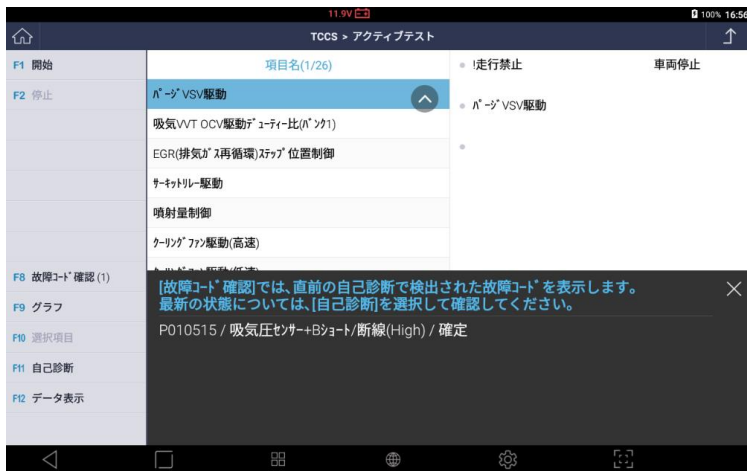 11.9V
100% 16:56
TCCS > アクティブテスト
F1 開始
F2 停止
F8 故障ｺｰﾄﾞ確認(1)
F9 グラフ
F10 選択項目
F11 自己診断
F12 データ表示
項目名(1/26)
ﾊﾟｰｼﾞVSV駆動
吸気VVT OCV駆動ﾃﾞｭｰﾃｨｰ比(ﾊﾞﾝｸ1)
EGR(排気ｶﾞｽ再循環)ｽﾃｯﾌﾟ位置制御
ｻｰｷｯﾄﾘﾚｰ駆動
噴射量制御
ｸｰﾘﾝｸﾞﾌｧﾝ駆動(高速)
!走行禁止 車両停止
ﾊﾟｰｼﾞVSV駆動
[故障ｺｰﾄﾞ確認]では、直前の自己診断で検出された故障ｺｰﾄﾞを表示します。
最新の状態については、[自己診断]を選択して確認してください。
P010515 / 吸気圧ｾﾝｻｰ+Bｼｮｰﾄ/断線(High) / 確定